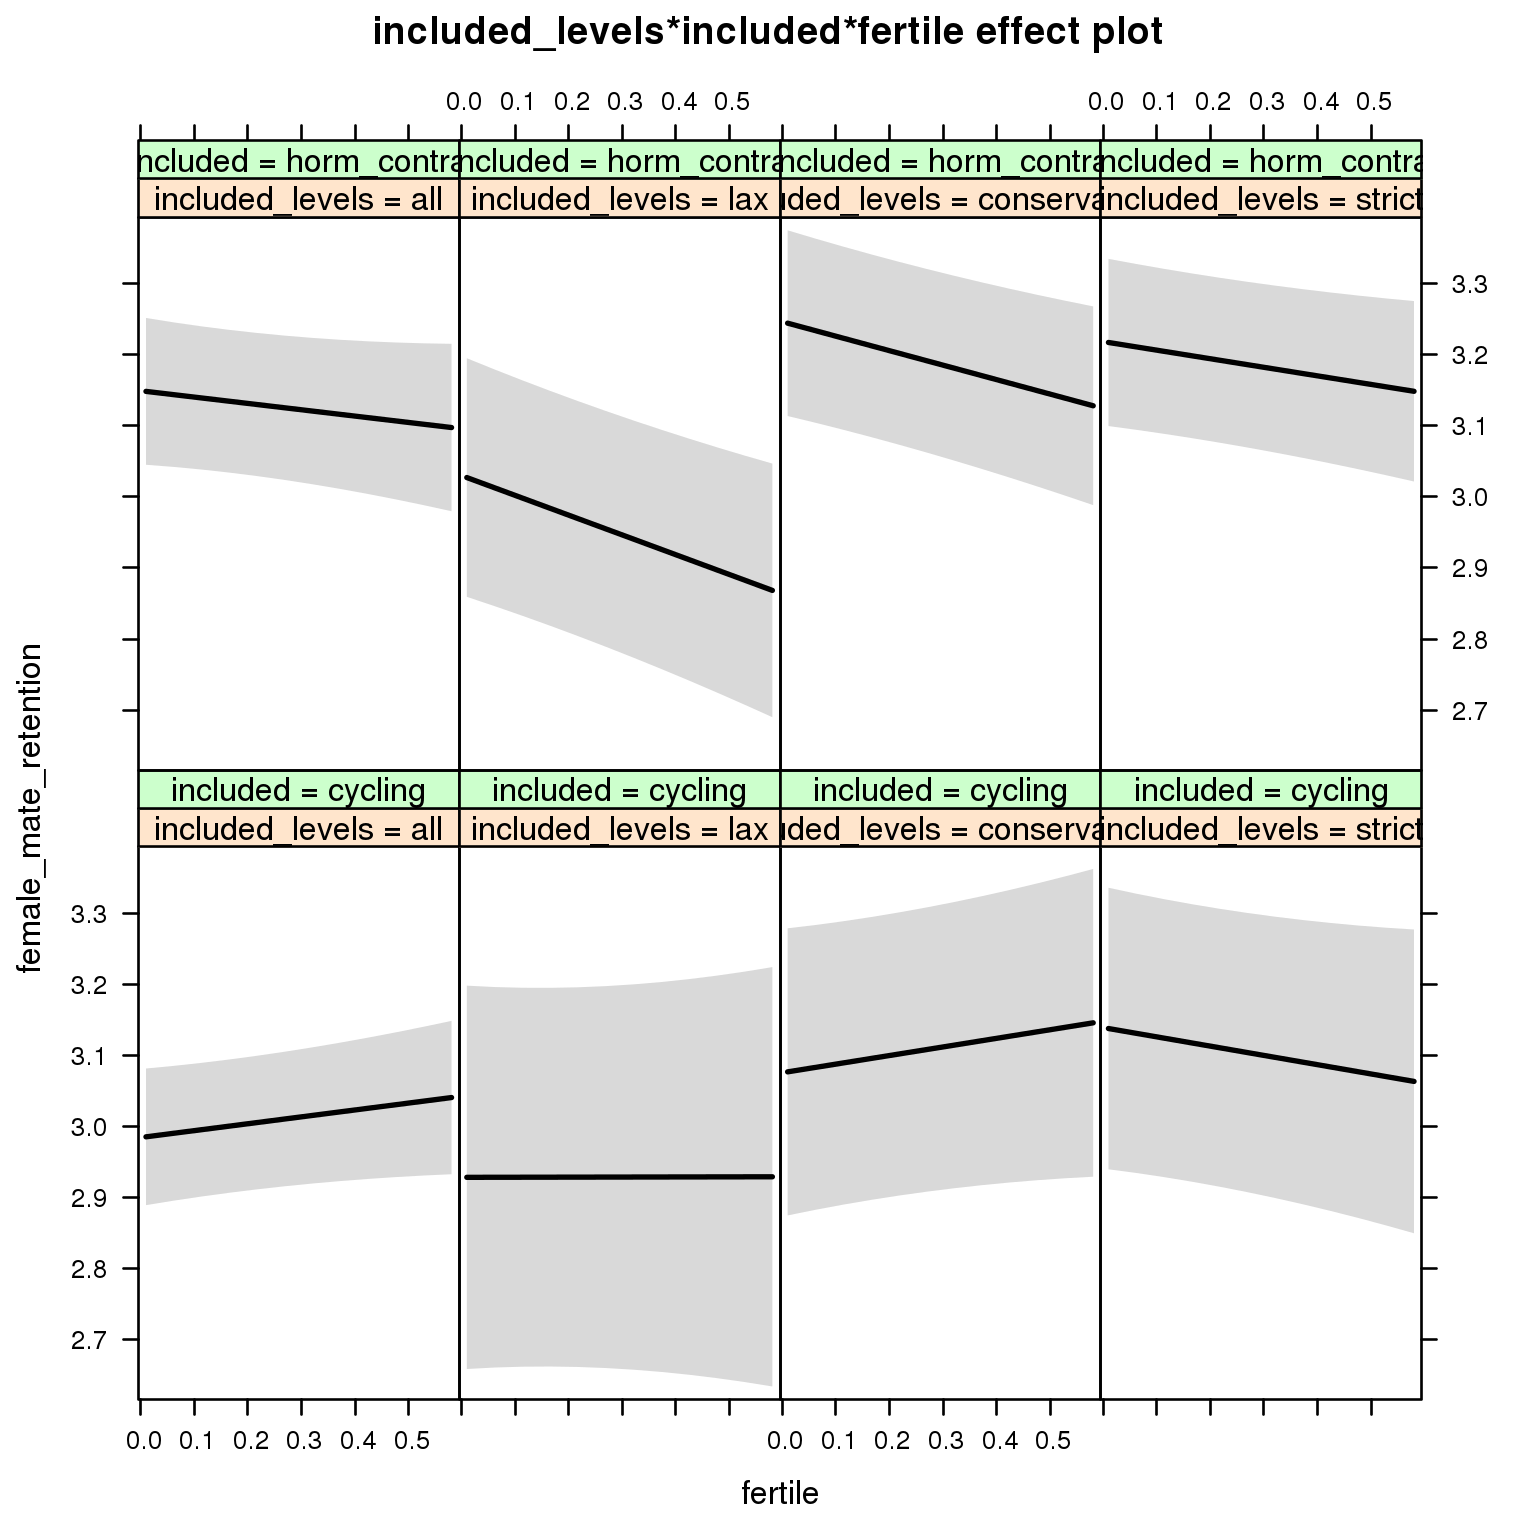 included_levels*included*fertile effect plot
0.0 0.1 0.2 0.3 0.4 0.5 0.0 0.1 0.2 0.3 0.4 0.5
ncluded = horm_contra ncluded = horm_contra ncluded = horm_contra ncluded = horm_contra
included_levels = all included_levels = lax uded_levels = conserva included_levels = strict
3.3
3.2
3.1
3.0
2.9
2.8
2.7
female_mate_retention
included = cycling included = cycling included = cycling included = cycling
included_levels = all included_levels = lax uded_levels = conserva included_levels = strict
3.3
3.2
3.1
3.0
2.9
2.8
2.7
0.0 0.1 0.2 0.3 0.4 0.5 0.0 0.1 0.2 0.3 0.4 0.5
fertile